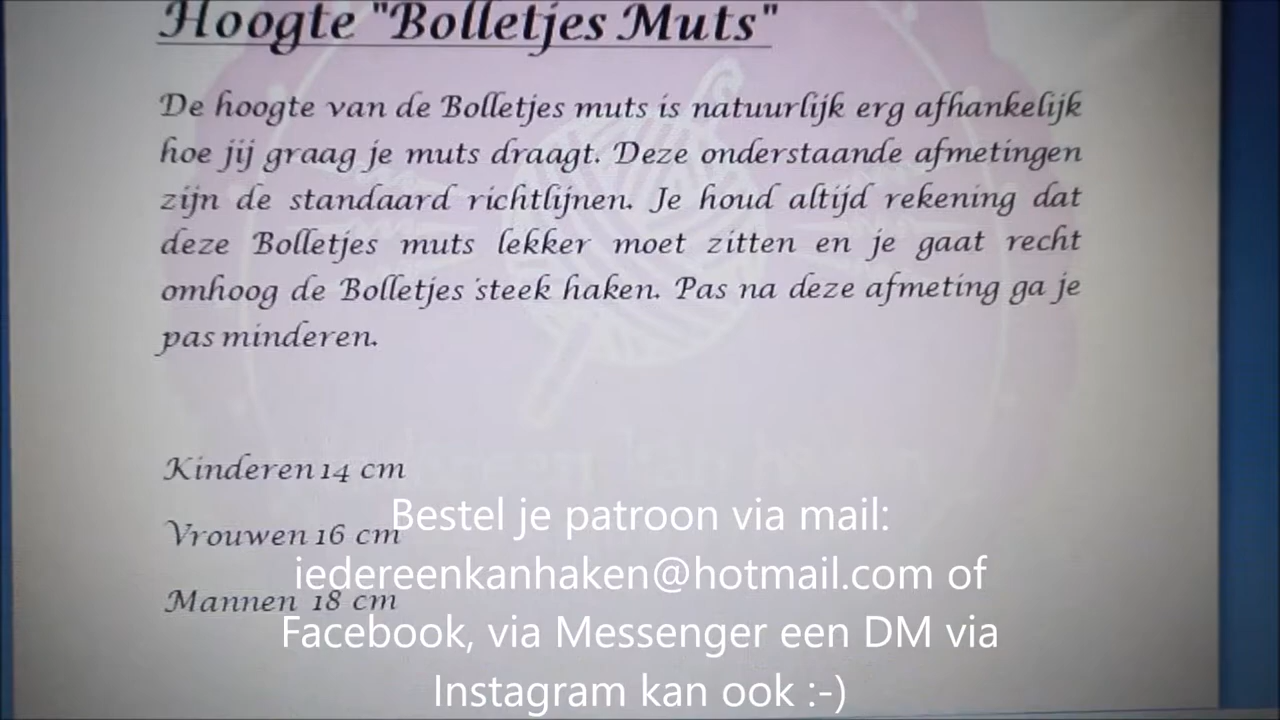 Hoogte "Bolletjes Muts"
De hoogte van de Bolletjes muts is natuurlijk erg afhankelijk
hoe jij graag je muts draagt. Deze onderstaande afmetingen
zijn de standaard richtlijnen. Je houd altijd rekening dat
deze Bolletjes muts lekker moet zitten en je gaat recht
omhoog de Bolletjes steek haken. Pas na deze afmeting ga je
pas minderen.
Kinderen 14 cm
Vrouwen 16 cm
Mannen 18 cm
Bestel je patroon via mail:
iedereenkanhaken@hotmail.com of
Facebook, via Messenger een DM via
Instagram kan ook :-)